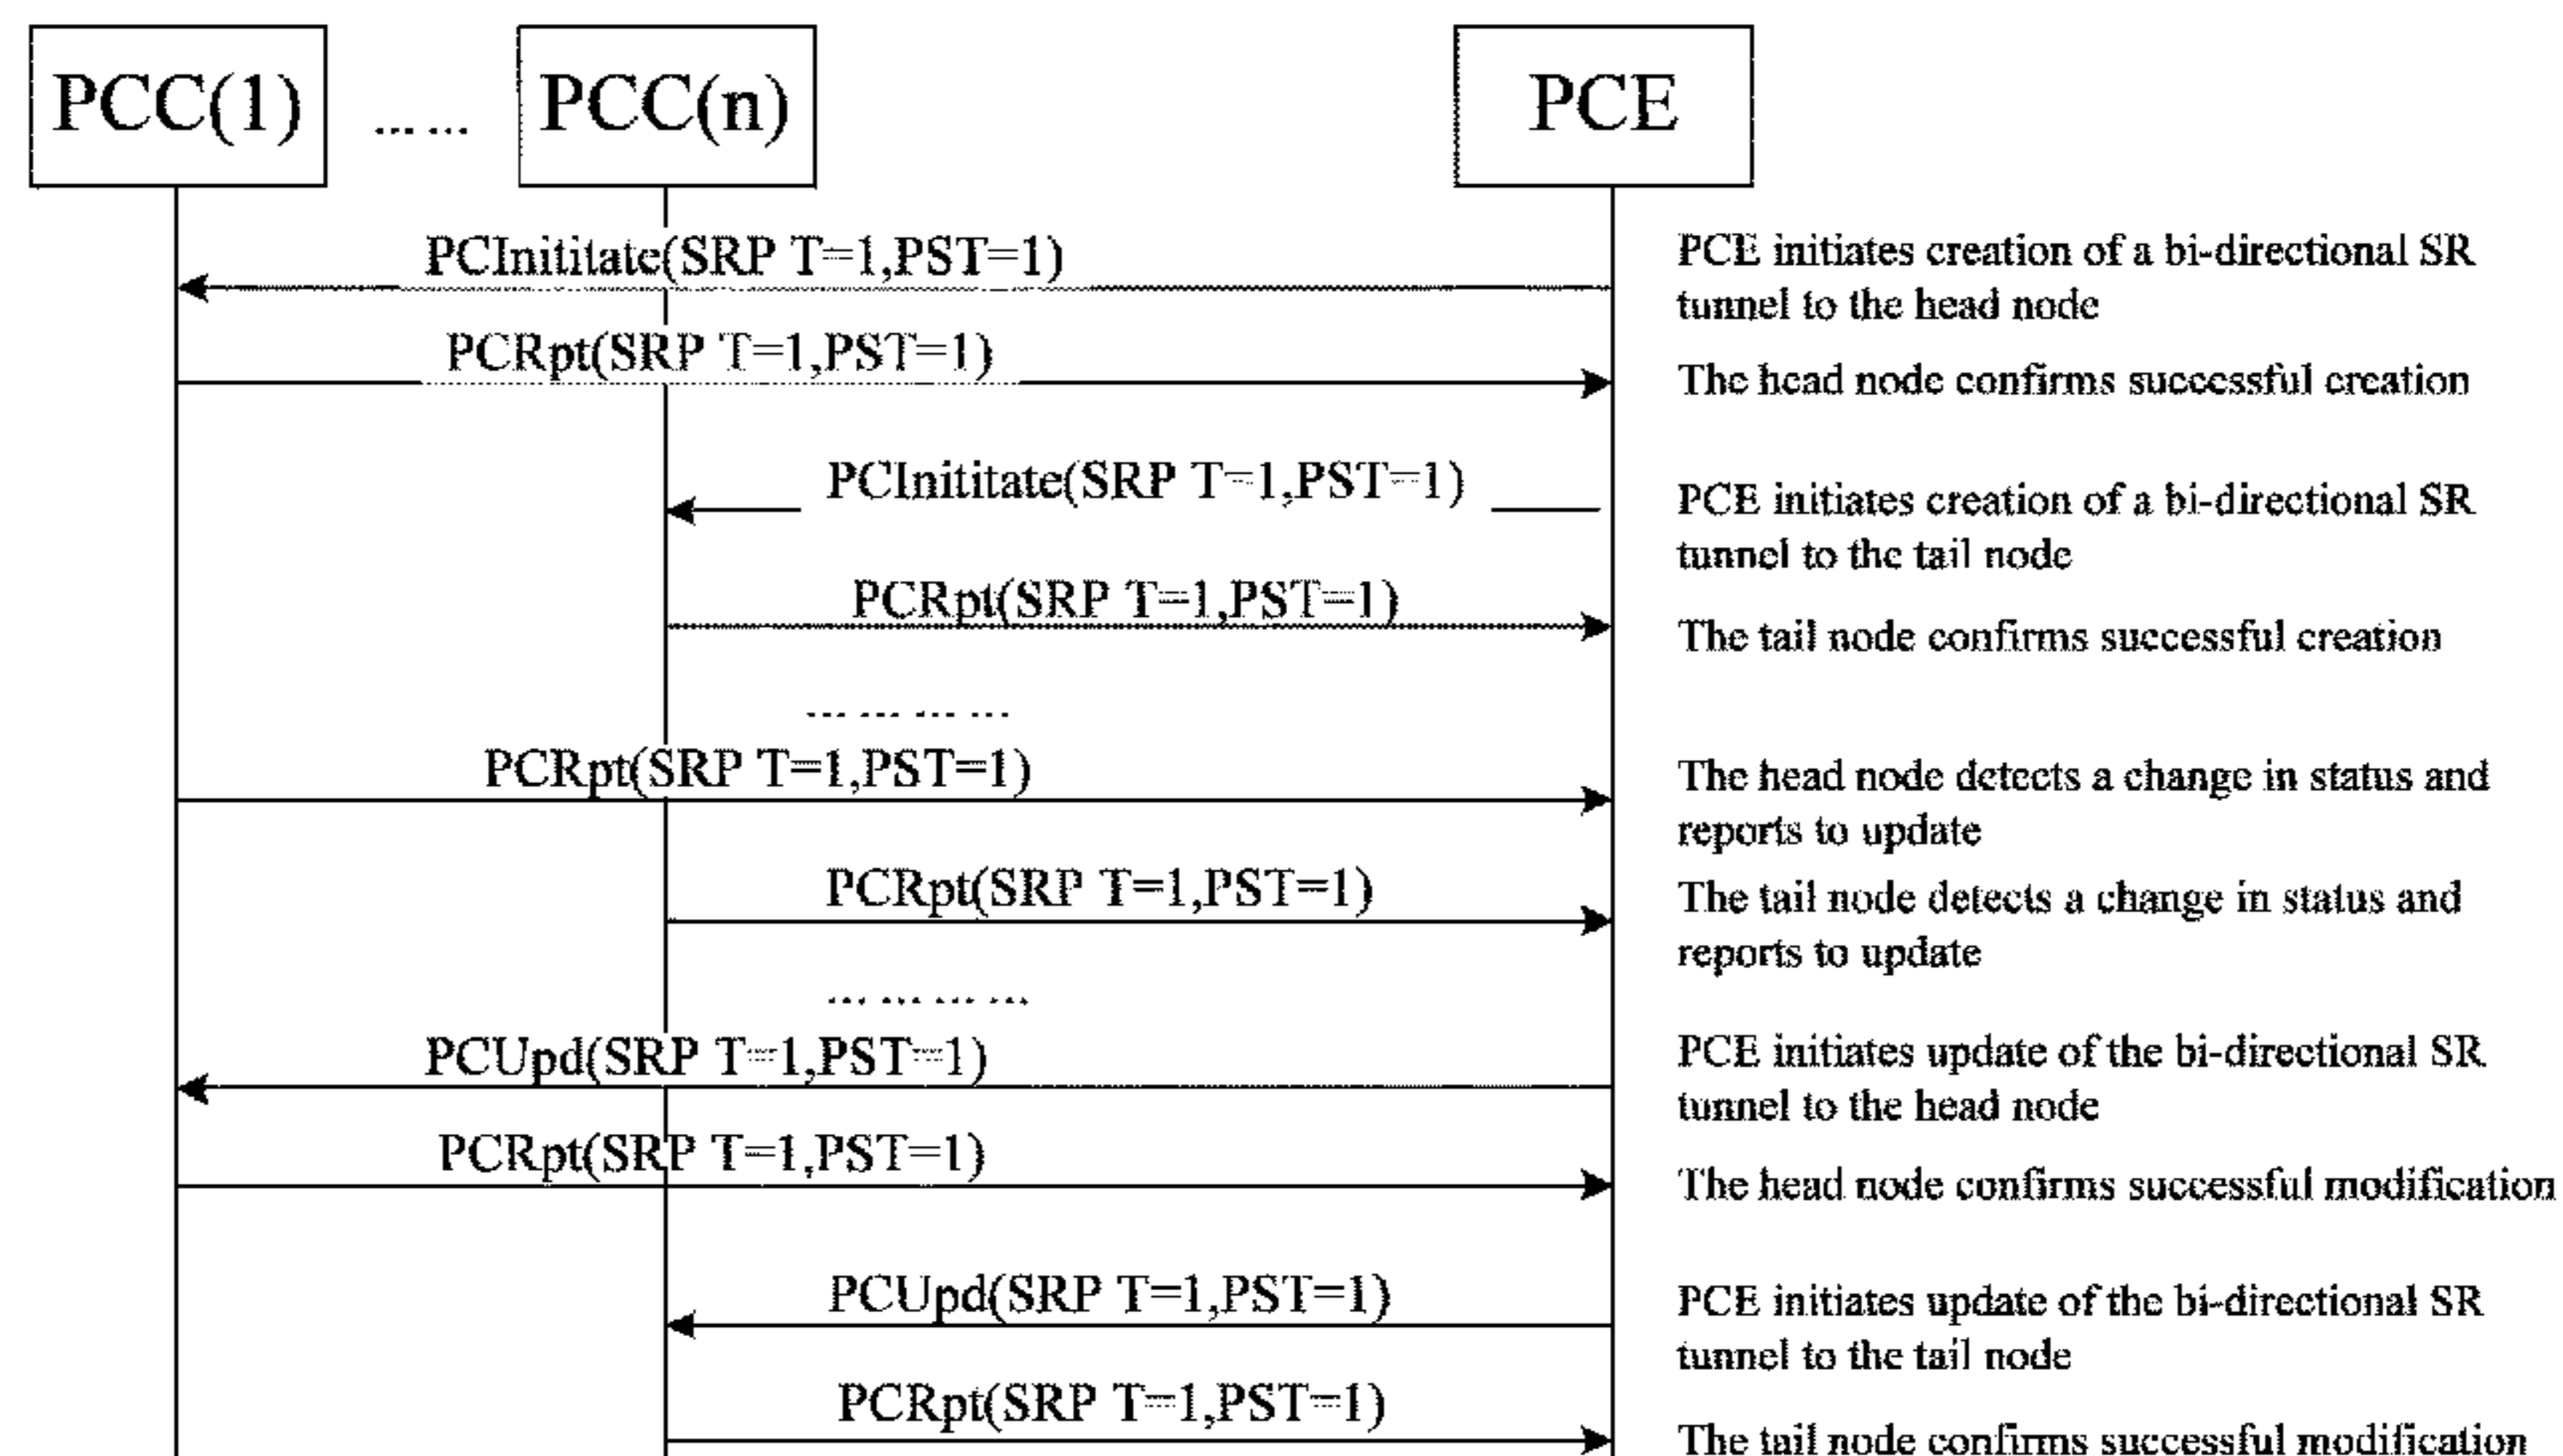 PCC(1) ... ... PCC(n) PCE
PCInititate(SRP T=1,PST=1)
PCE initiates creation of a bi-directional SR
tunnel to the head node
PCRpt(SRP T=1,PST=1)
The head node confirms successful creation
PCInititate(SRP T=1,PST=1)
PCE initiates creation of a bi-directional SR
tunnel to the tail node
PCRpt(SRP T=1,PST=1)
The tail node confirms successful creation
... ... ... ...
PCRpt(SRP T=1,PST=1)
The head node detects a change in status and
reports to update
PCRpt(SRP T=1,PST=1)
The tail node detects a change in status and
reports to update
... ... ... ...
PCUpd(SRP T=1,PST=1)
PCE initiates update of the bi-directional SR
tunnel to the head node
PCRpt(SRP T=1,PST=1)
The head node confirms successful modification
PCUpd(SRP T=1,PST=1)
PCE initiates update of the bi-directional SR
tunnel to the tail node
PCRpt(SRP T=1,PST=1)
The tail node confirms successful modification